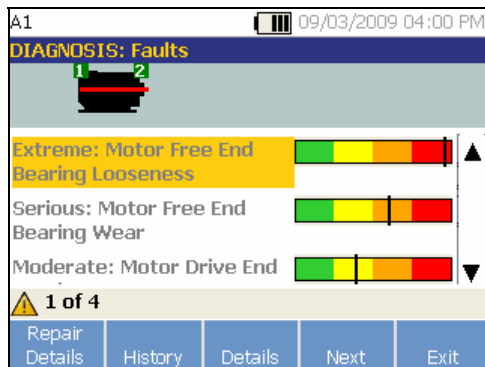 A1 09/03/2009 04:00 PM
DIAGNOSIS: Faults
1 2
Extreme: Motor Free End
Bearing Looseness
Serious: Motor Free End
Bearing Wear
Moderate: Motor Drive End
1 of 4
Repair
Details History Details Next Exit